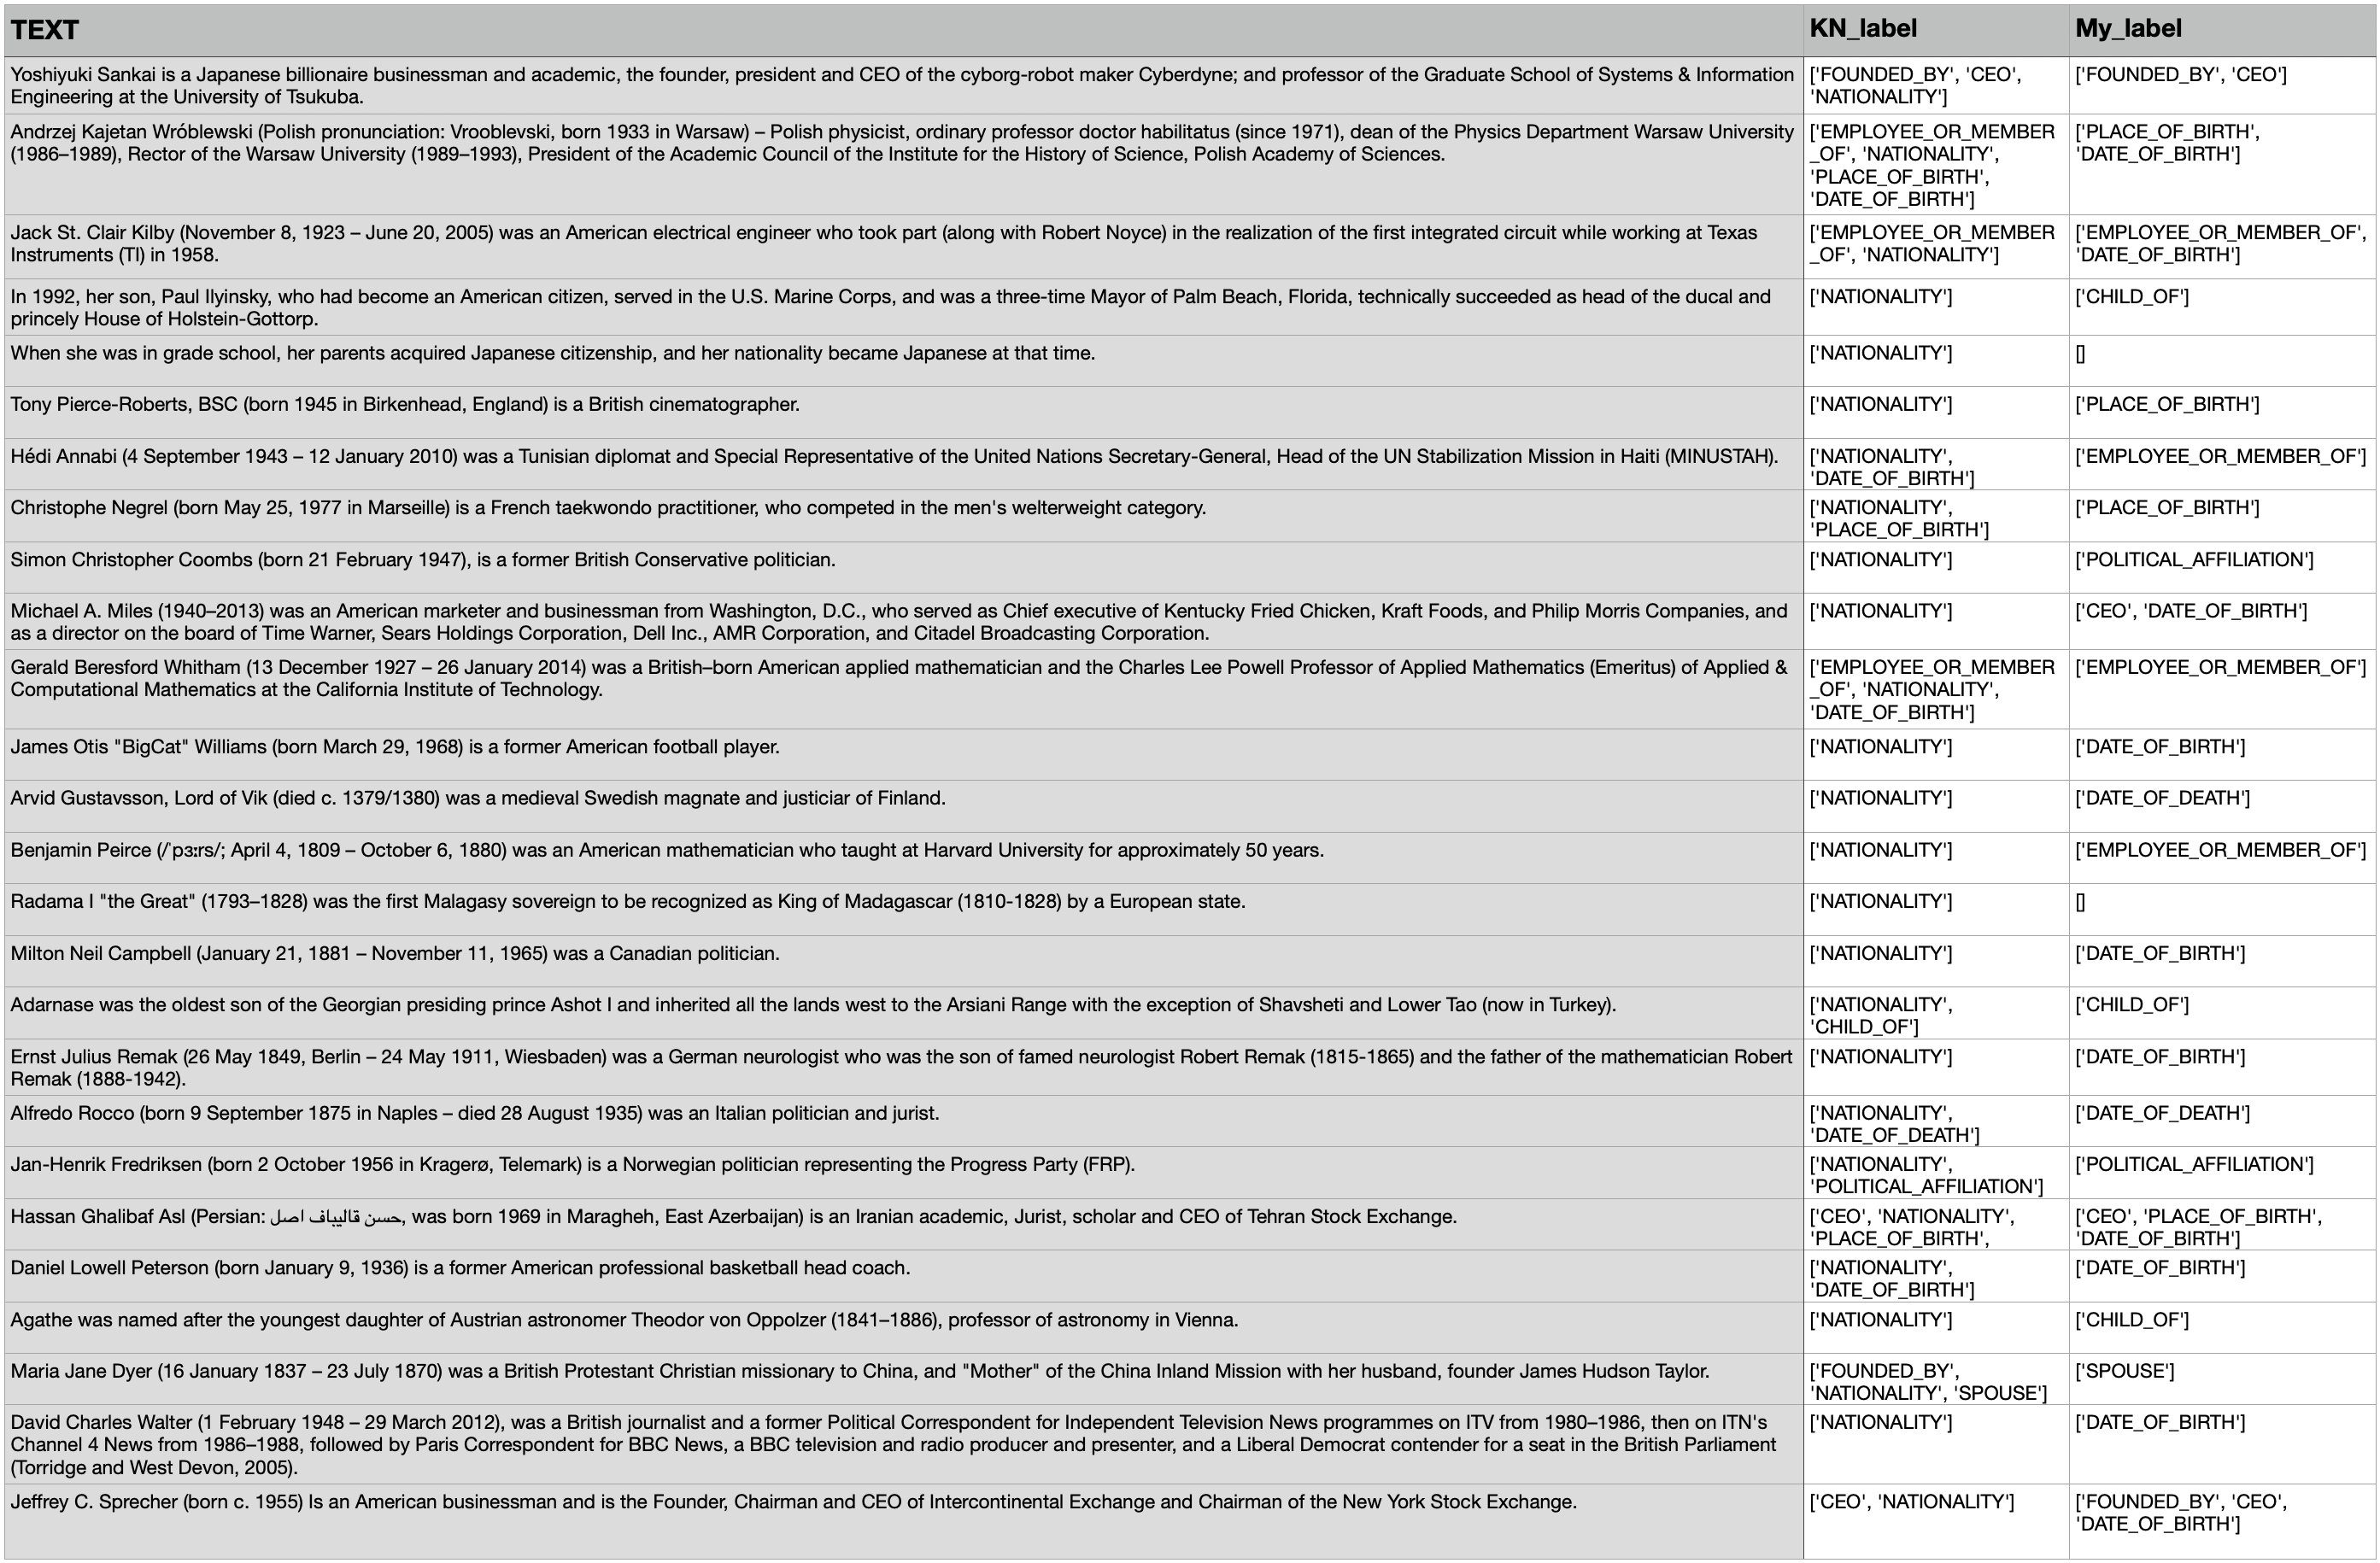 TEXT KN_label My_label
Yoshiyuki Sankai is a Japanese billionaire businessman and academic, the founder, president and CEO of the cyborg-robot maker Cyberdyne; and professor of the Graduate School of Systems & Information
Engineering at the University of Tsukuba.
['FOUNDED_BY', 'CEO',
'NATIONALITY']
['FOUNDED_BY', 'CEO']
Andrzej Kajetan Wróblewski (Polish pronunciation: Vrooblevski, born 1933 in Warsaw) – Polish physicist, ordinary professor doctor habilitatus (since 1971), dean of the Physics Department Warsaw University
(1986–1989), Rector of the Warsaw University (1989–1993), President of the Academic Council of the Institute for the History of Science, Polish Academy of Sciences.
['EMPLOYEE_OR_MEMBER
_OF', 'NATIONALITY',
'PLACE_OF_BIRTH',
'DATE_OF_BIRTH']
['PLACE_OF_BIRTH',
'DATE_OF_BIRTH']
Jack St. Clair Kilby (November 8, 1923 – June 20, 2005) was an American electrical engineer who took part (along with Robert Noyce) in the realization of the first integrated circuit while working at Texas
Instruments (TI) in 1958.
['EMPLOYEE_OR_MEMBER
_OF', 'NATIONALITY']
['EMPLOYEE_OR_MEMBER_OF',
'DATE_OF_BIRTH']
In 1992, her son, Paul Ilyinsky, who had become an American citizen, served in the U.S. Marine Corps, and was a three-time Mayor of Palm Beach, Florida, technically succeeded as head of the ducal and
princely House of Holstein-Gottorp.
['NATIONALITY']
['CHILD_OF']
When she was in grade school, her parents acquired Japanese citizenship, and her nationality became Japanese at that time.
['NATIONALITY']
[]
Tony Pierce-Roberts, BSC (born 1945 in Birkenhead, England) is a British cinematographer.
['NATIONALITY']
['PLACE_OF_BIRTH']
Hédi Annabi (4 September 1943 – 12 January 2010) was a Tunisian diplomat and Special Representative of the United Nations Secretary-General, Head of the UN Stabilization Mission in Haiti (MINUSTAH).
['NATIONALITY',
'DATE_OF_BIRTH']
['EMPLOYEE_OR_MEMBER_OF']
Christophe Negrel (born May 25, 1977 in Marseille) is a French taekwondo practitioner, who competed in the men's welterweight category.
['NATIONALITY',
'PLACE_OF_BIRTH']
['PLACE_OF_BIRTH']
Simon Christopher Coombs (born 21 February 1947), is a former British Conservative politician.
['NATIONALITY']
['POLITICAL_AFFILIATION']
Michael A. Miles (1940–2013) was an American marketer and businessman from Washington, D.C., who served as Chief executive of Kentucky Fried Chicken, Kraft Foods, and Philip Morris Companies, and
as a director on the board of Time Warner, Sears Holdings Corporation, Dell Inc., AMR Corporation, and Citadel Broadcasting Corporation.
['NATIONALITY']
['CEO', 'DATE_OF_BIRTH']
Gerald Beresford Whitham (13 December 1927 – 26 January 2014) was a British–born American applied mathematician and the Charles Lee Powell Professor of Applied Mathematics (Emeritus) of Applied &
Computational Mathematics at the California Institute of Technology.
['EMPLOYEE_OR_MEMBER
_OF', 'NATIONALITY',
'DATE_OF_BIRTH']
['EMPLOYEE_OR_MEMBER_OF']
James Otis "BigCat" Williams (born March 29, 1968) is a former American football player.
['NATIONALITY']
['DATE_OF_BIRTH']
Arvid Gustavsson, Lord of Vik (died c. 1379/1380) was a medieval Swedish magnate and justiciar of Finland.
['NATIONALITY']
['DATE_OF_DEATH']
Benjamin Peirce (/ˈpɜːrs/; April 4, 1809 – October 6, 1880) was an American mathematician who taught at Harvard University for approximately 50 years.
['NATIONALITY']
['EMPLOYEE_OR_MEMBER_OF']
Radama I "the Great" (1793–1828) was the first Malagasy sovereign to be recognized as King of Madagascar (1810-1828) by a European state.
['NATIONALITY']
[]
Milton Neil Campbell (January 21, 1881 – November 11, 1965) was a Canadian politician.
['NATIONALITY']
['DATE_OF_BIRTH']
Adarnase was the oldest son of the Georgian presiding prince Ashot I and inherited all the lands west to the Arsiani Range with the exception of Shavsheti and Lower Tao (now in Turkey).
['NATIONALITY',
'CHILD_OF']
['CHILD_OF']
Ernst Julius Remak (26 May 1849, Berlin – 24 May 1911, Wiesbaden) was a German neurologist who was the son of famed neurologist Robert Remak (1815-1865) and the father of the mathematician Robert
Remak (1888-1942).
['NATIONALITY']
['DATE_OF_BIRTH']
Alfredo Rocco (born 9 September 1875 in Naples – died 28 August 1935) was an Italian politician and jurist.
['NATIONALITY',
'DATE_OF_DEATH']
['DATE_OF_DEATH']
Jan-Henrik Fredriksen (born 2 October 1956 in Kragerø, Telemark) is a Norwegian politician representing the Progress Party (FRP).
['NATIONALITY',
'POLITICAL_AFFILIATION']
['POLITICAL_AFFILIATION']
Hassan Ghalibaf Asl (Persian: حسن قالیباف اصل, was born 1969 in Maragheh, East Azerbaijan) is an Iranian academic, Jurist, scholar and CEO of Tehran Stock Exchange.
['CEO', 'NATIONALITY',
'PLACE_OF_BIRTH',
['CEO', 'PLACE_OF_BIRTH',
'DATE_OF_BIRTH']
Daniel Lowell Peterson (born January 9, 1936) is a former American professional basketball head coach.
['NATIONALITY',
'DATE_OF_BIRTH']
['DATE_OF_BIRTH']
Agathe was named after the youngest daughter of Austrian astronomer Theodor von Oppolzer (1841–1886), professor of astronomy in Vienna.
['NATIONALITY']
['CHILD_OF']
Maria Jane Dyer (16 January 1837 – 23 July 1870) was a British Protestant Christian missionary to China, and "Mother" of the China Inland Mission with her husband, founder James Hudson Taylor.
['FOUNDED_BY',
'NATIONALITY', 'SPOUSE']
['SPOUSE']
David Charles Walter (1 February 1948 – 29 March 2012), was a British journalist and a former Political Correspondent for Independent Television News programmes on ITV from 1980–1986, then on ITN's
Channel 4 News from 1986–1988, followed by Paris Correspondent for BBC News, a BBC television and radio producer and presenter, and a Liberal Democrat contender for a seat in the British Parliament
(Torridge and West Devon, 2005).
['NATIONALITY']
['DATE_OF_BIRTH']
Jeffrey C. Sprecher (born c. 1955) Is an American businessman and is the Founder, Chairman and CEO of Intercontinental Exchange and Chairman of the New York Stock Exchange.
['CEO', 'NATIONALITY']
['FOUNDED_BY', 'CEO',
'DATE_OF_BIRTH']